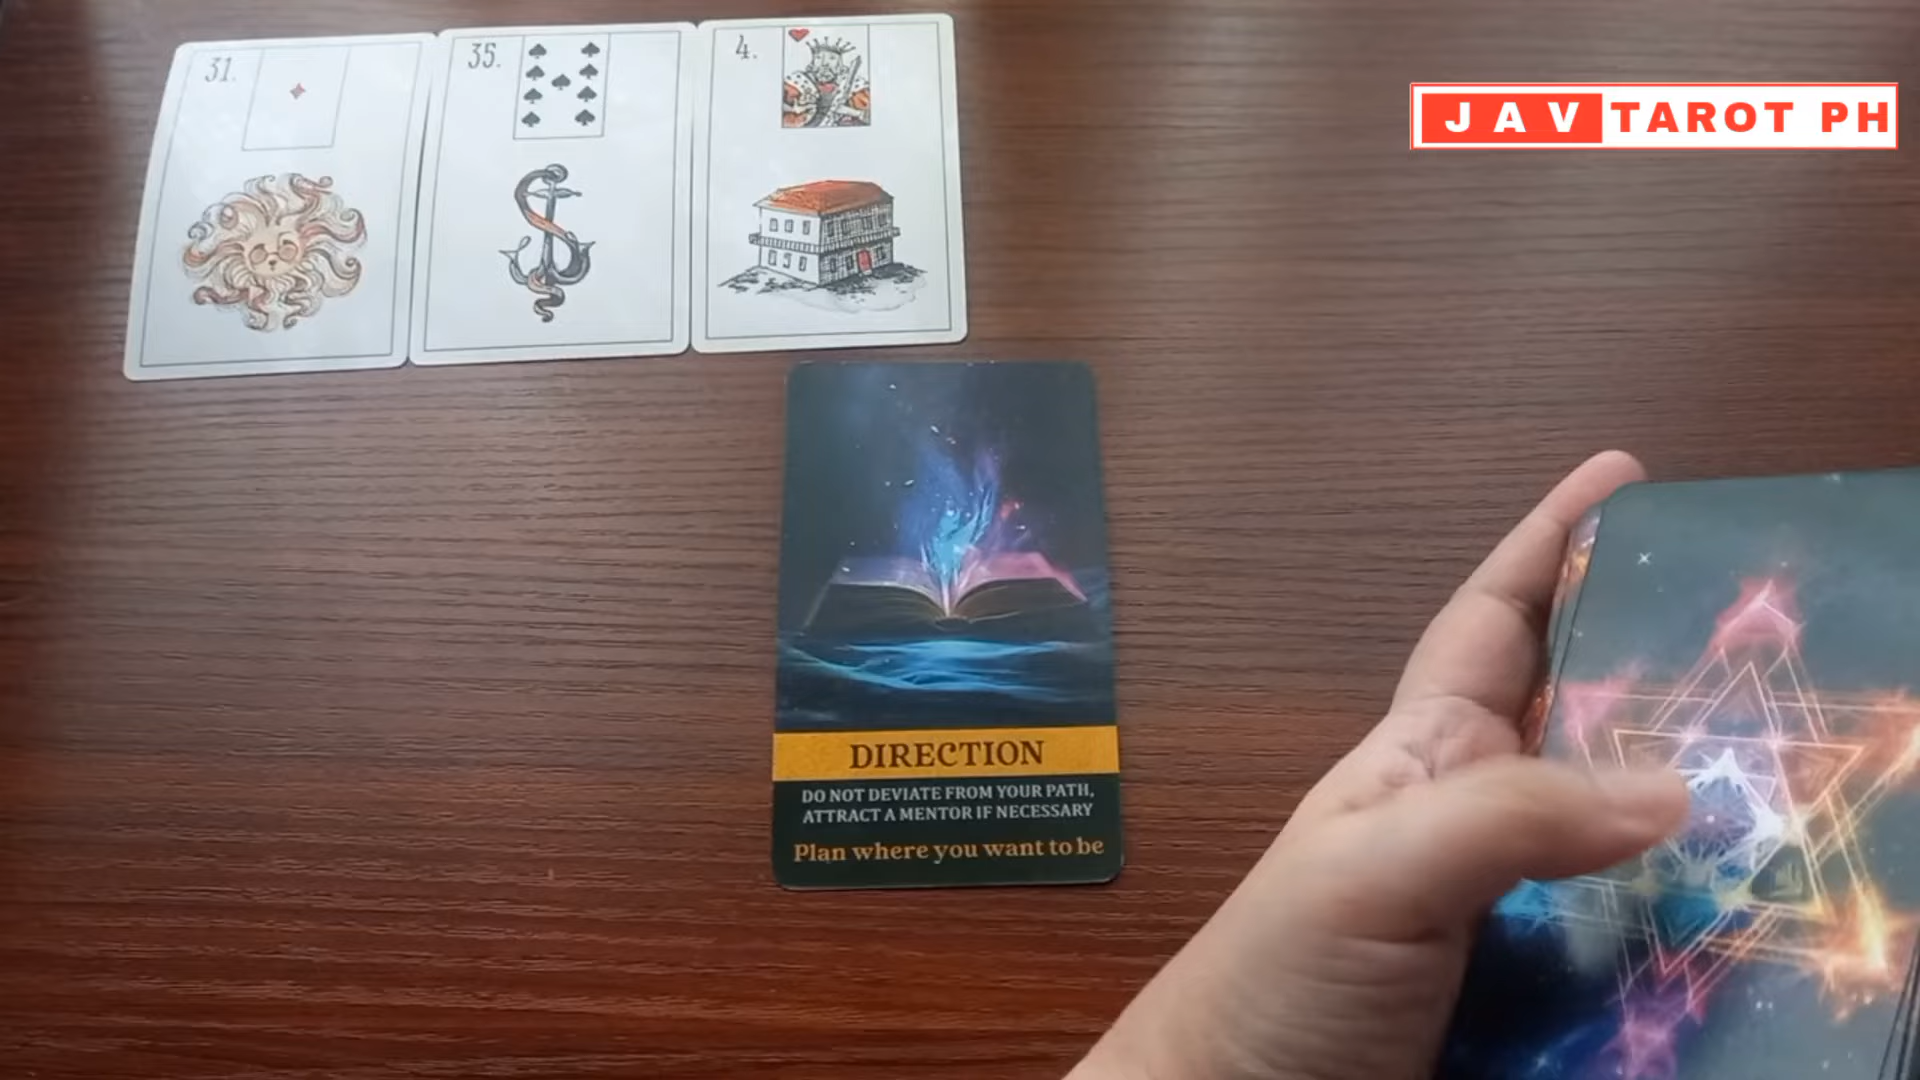 31.
35.
4.
JAV TAROT PH
DIRECTION
DO NOT DEVIATE FROM YOUR PATH,
ATTRACT A MENTOR IF NECESSARY
Plan where you want to be